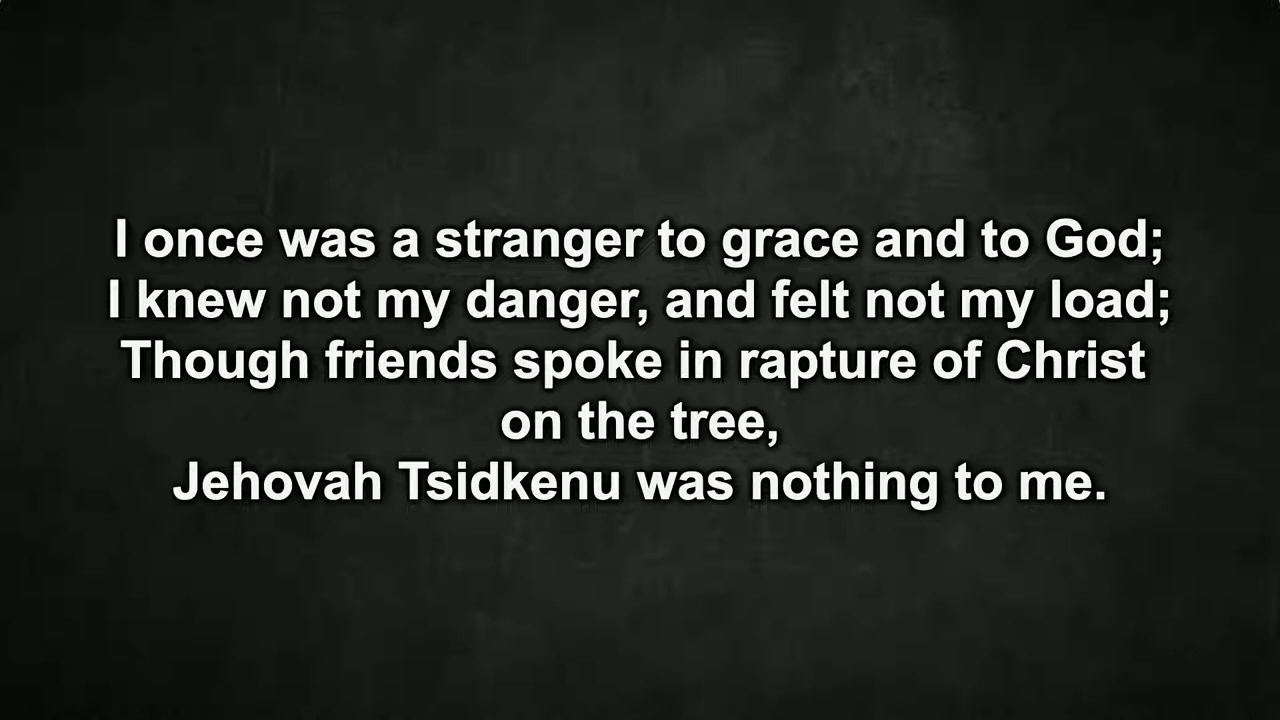 I once was a stranger to grace and to God;
I knew not my danger, and felt not my load;
Though friends spoke in rapture of Christ
on the tree,
Jehovah Tsidkenu was nothing to me.